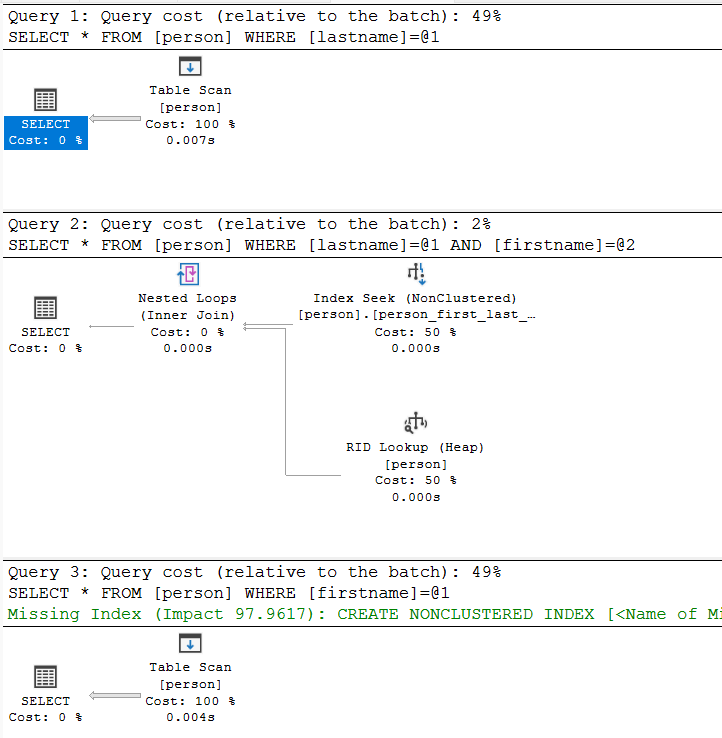 Query 1: Query cost (relative to the batch): 49%
SELECT * FROM [person] WHERE [lastname]=@1
Table Scan
[person]
Cost: 100 %
0.007s
SELECT
Cost: 0 %
Query 2: Query cost (relative to the batch): 2%
SELECT * FROM [person] WHERE [lastname]=@1 AND [firstname]=@2
Nested Loops
(Inner Join)
Cost: 0 %
0.000s
Index Seek (NonClustered)
[person].[person_first_last_…
Cost: 50 %
0.000s
SELECT
Cost: 0 %
RID Lookup (Heap)
[person]
Cost: 50 %
0.000s
Query 3: Query cost (relative to the batch): 49%
SELECT * FROM [person] WHERE [firstname]=@1
Missing Index (Impact 97.9617): CREATE NONCLUSTERED INDEX [<Name of Mi
Table Scan
[person]
Cost: 100 %
0.004s
SELECT
Cost: 0 %